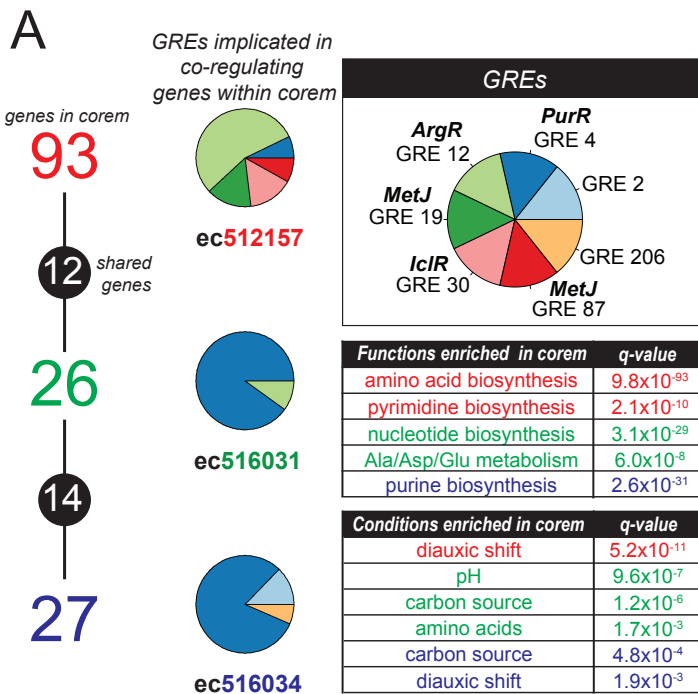 A
GREs implicated in
co-regulating
genes within corem
genes in corem
93
ec512157
12
shared
genes
26
ec516031
14
27
ec516034
GREs
PurR
GRE 4
ArgR
GRE 12
GRE 2
MetJ
GRE 19
GRE 206
IclR
GRE 30
MetJ
GRE 87
Functions enriched in corem q-value
amino acid biosynthesis 9.8x10⁻⁹³
pyrimidine biosynthesis 2.1x10⁻¹⁰
nucleotide biosynthesis 3.1x10⁻²⁹
Ala/Asp/Glu metabolism 6.0x10⁻⁸
purine biosynthesis 2.6x10⁻³¹
Conditions enriched in corem q-value
diauxic shift 5.2x10⁻¹¹
pH 9.6x10⁻⁷
carbon source 1.2x10⁻⁶
amino acids 1.7x10⁻³
carbon source 4.8x10⁻⁴
diauxic shift 1.9x10⁻³